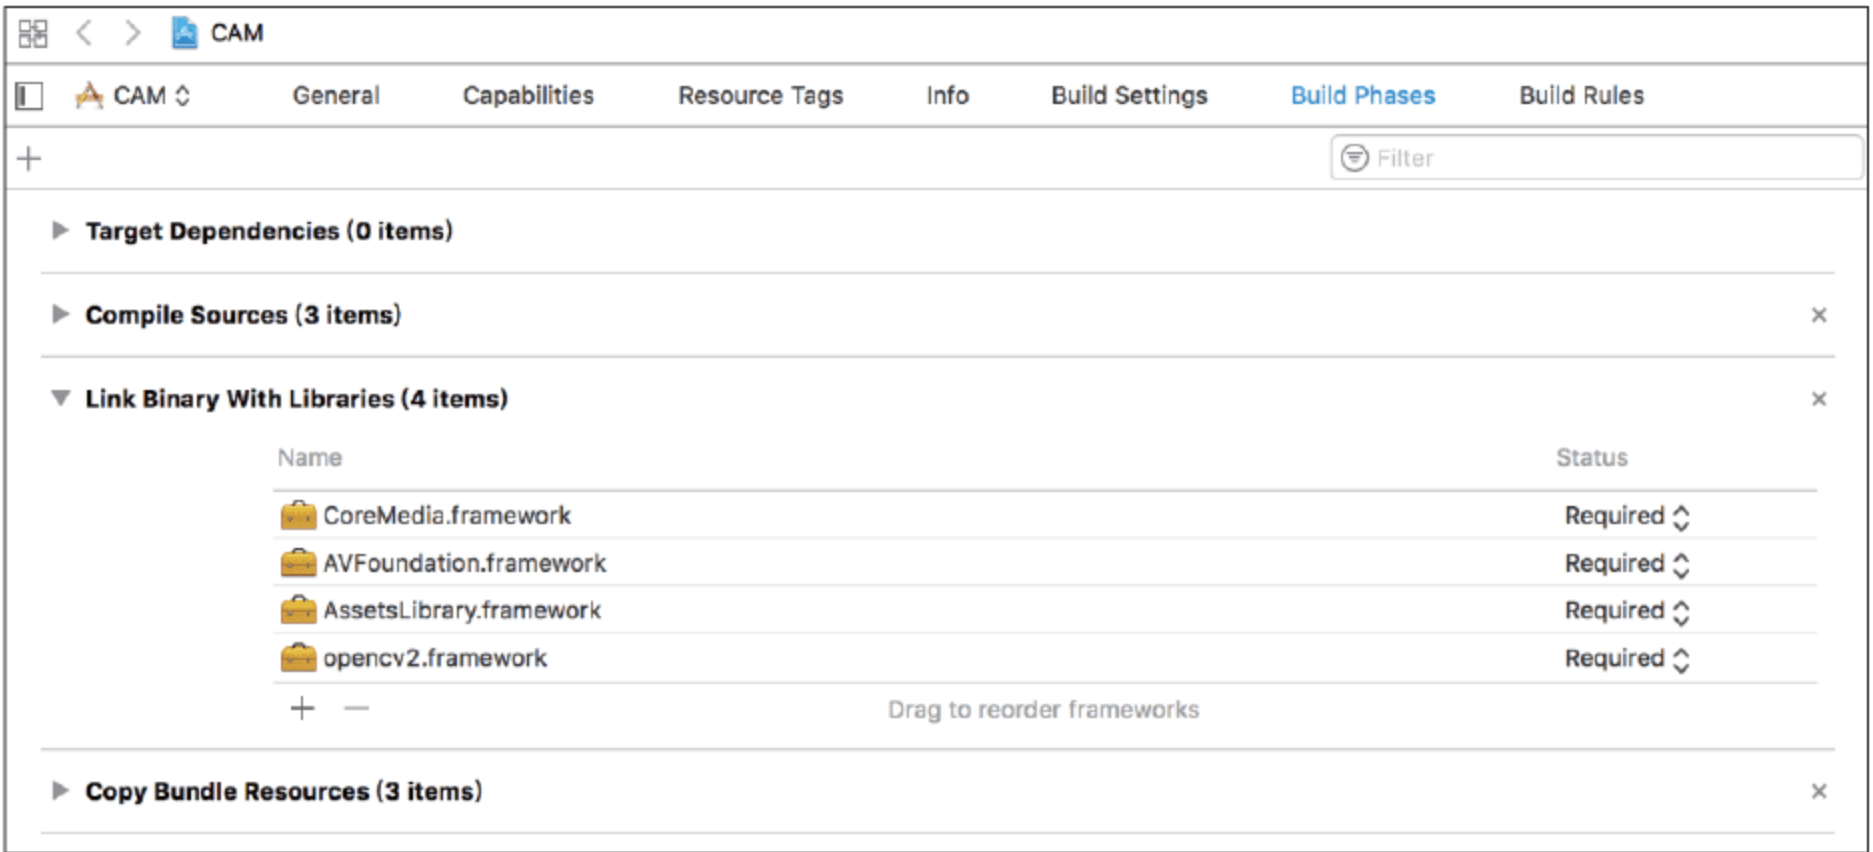 CAM
CAM General Capabilities Resource Tags Info Build Settings Build Phases Build Rules
Filter
Target Dependencies (0 items)
Compile Sources (3 items)
Link Binary With Libraries (4 items)
Name Status
CoreMedia.framework Required
AVFoundation.framework Required
AssetsLibrary.framework Required
opencv2.framework Required
Drag to reorder frameworks
Copy Bundle Resources (3 items)